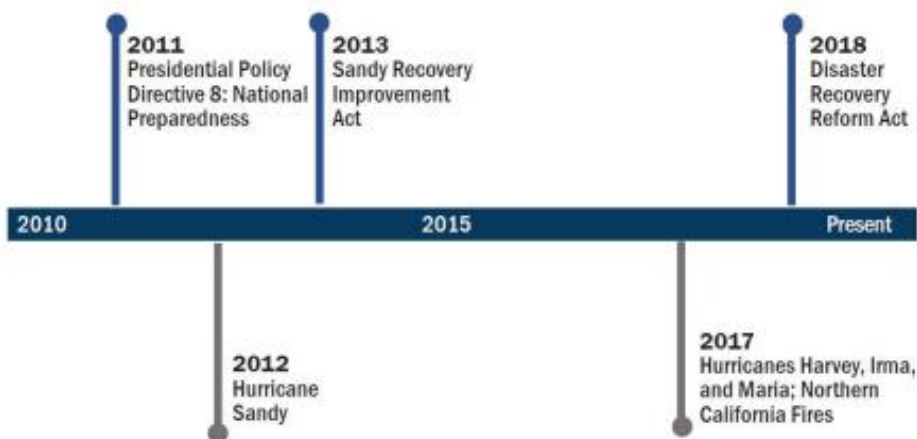 2011
Presidential Policy
Directive 8: National
Preparedness
2013
Sandy Recovery
Improvement
Act
2018
Disaster
Recovery
Reform Act
2010
2015
Present
2012
Hurricane
Sandy
2017
Hurricanes Harvey, Irma,
and Maria; Northern
California Fires